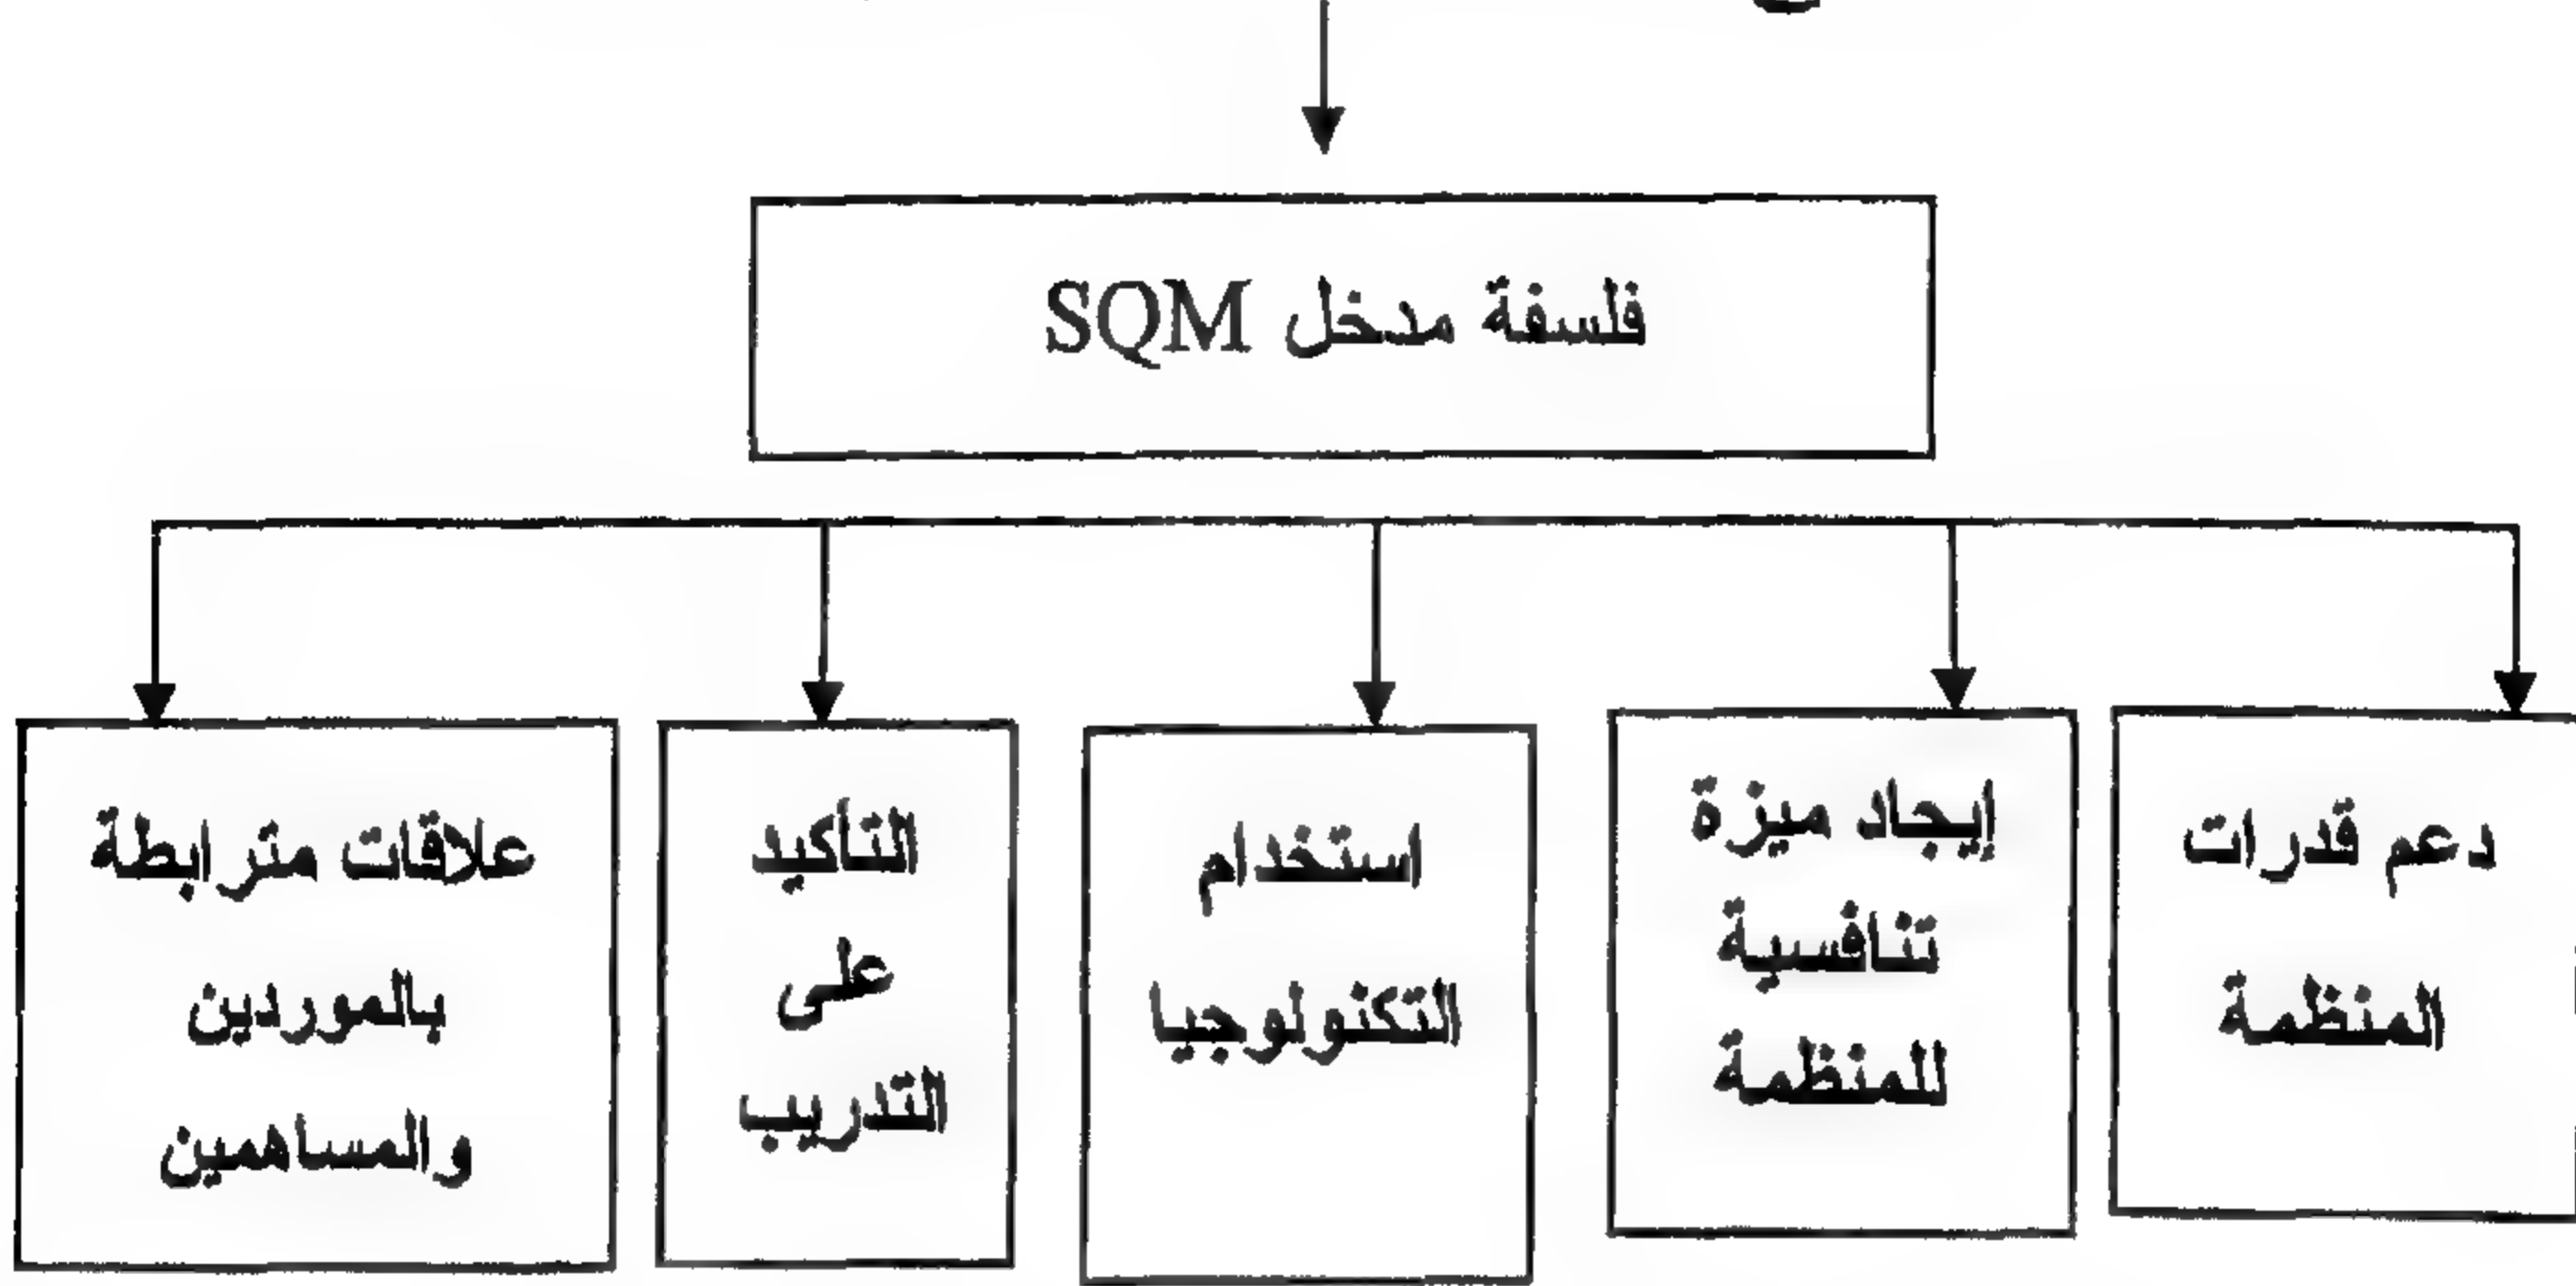 فلسفة مدخل SQM
دعم قدرات
المنظمة
إيجاد ميزة
تنافسية
للمنظمة
استخدام
التكنولوجيا
التأكيد
على
التدريب
علاقات مترابطة
بالموردين
والمساهمين